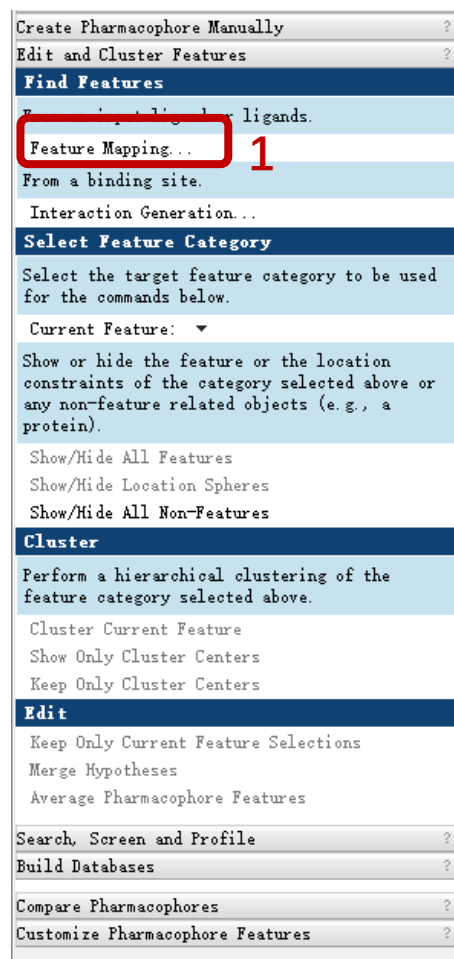 Create Pharmacophore Manually ?
Edit and Cluster Features ?
Find Features
ligands.
Feature Mapping...
1
From a binding site.
Interaction Generation...
Select Feature Category
Select the target feature category to be used
for the commands below.
Current Feature:
Show or hide the feature or the location
constraints of the category selected above or
any non-feature related objects (e.g., a
protein).
Show/Hide All Features
Show/Hide Location Spheres
Show/Hide All Non-Features
Cluster
Perform a hierarchical clustering of the
feature category selected above.
Cluster Current Feature
Show Only Cluster Centers
Keep Only Cluster Centers
Edit
Keep Only Current Feature Selections
Merge Hypotheses
Average Pharmacophore Features
Search, Screen and Profile ?
Build Databases ?
Compare Pharmacophores ?
Customize Pharmacophore Features ?